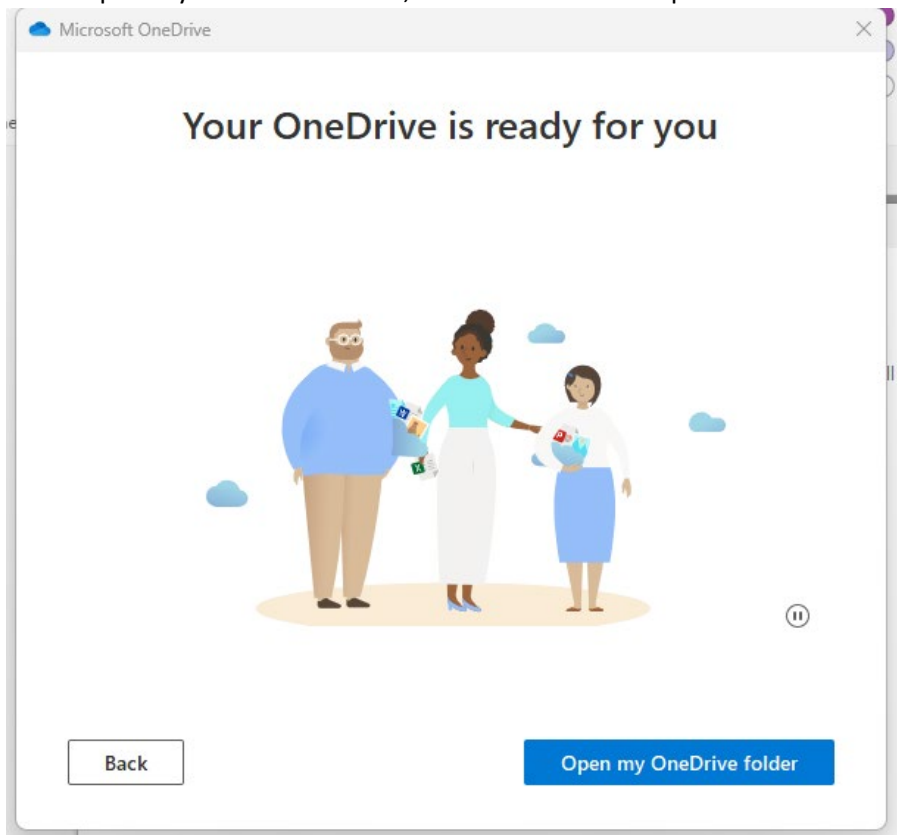 Microsoft OneDrive
Your OneDrive is ready for you
W
X
P
Back
Open my OneDrive folder